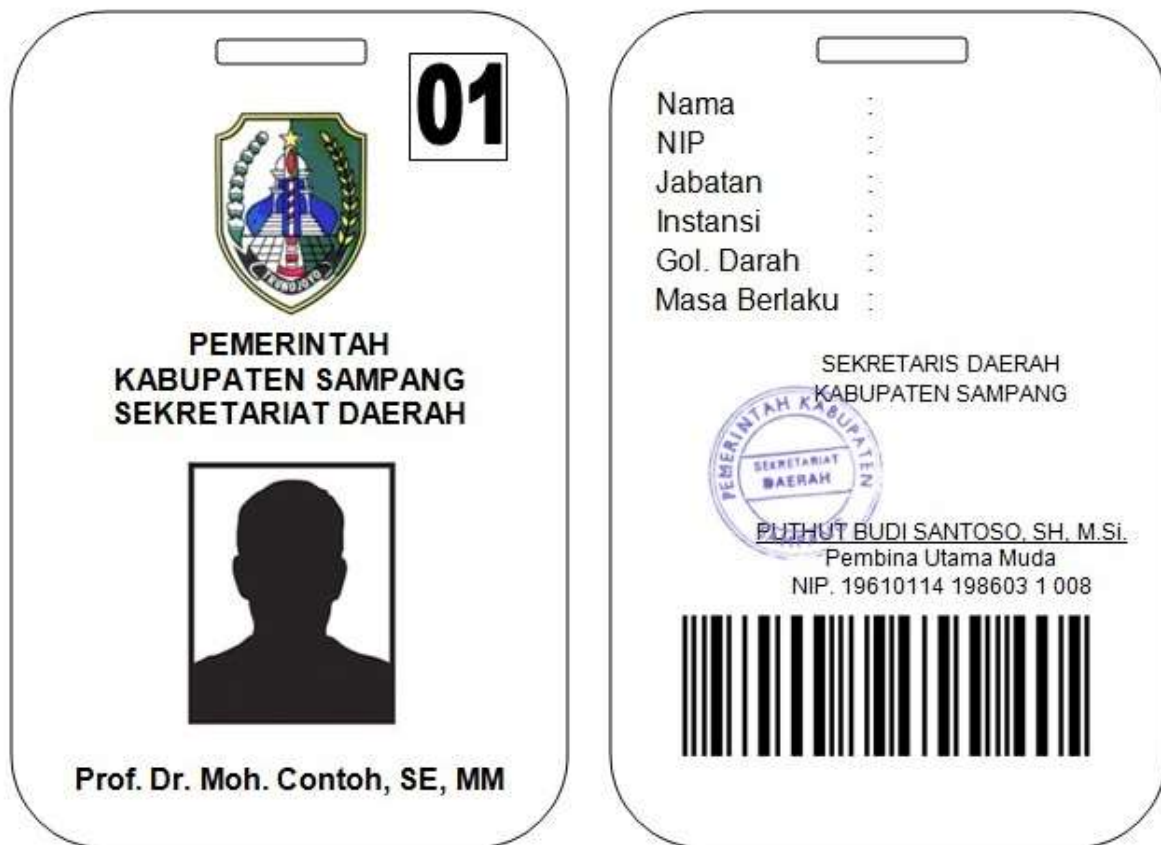 01
TRUNOJOYO
PEMERINTAH
KABUPATEN SAMPANG
SEKRETARIAT DAERAH
Prof. Dr. Moh. Contoh, SE, MM
Nama :
NIP :
Jabatan :
Instansi :
Gol. Darah :
Masa Berlaku :
SEKRETARIS DAERAH
KABUPATEN SAMPANG
PEMERINTAH KABUPATEN
SEKRETARIAT
DAERAH
PUTHUT BUDI SANTOSO, SH, M.Si.
Pembina Utama Muda
NIP. 19610114 198603 1 008